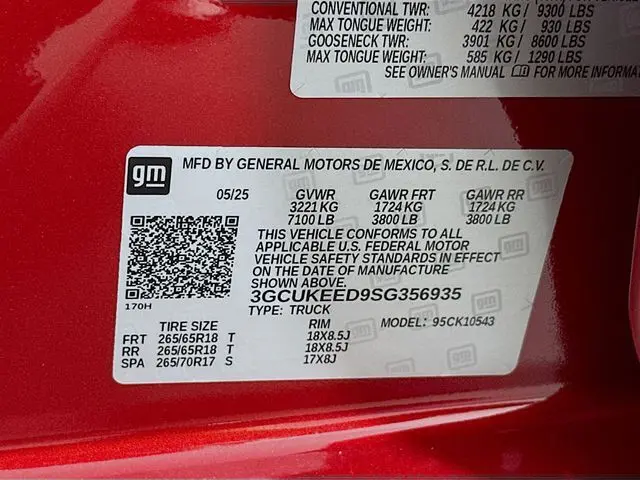 CONVENTIONAL TWR: 4218 KG / 9300 LBS
MAX TONGUE WEIGHT: 422 KG / 930 LBS
GOOSENECK TWR: 3901 KG / 8600 LBS
MAX TONGUE WEIGHT: 585 KG / 1290 LBS
SEE OWNER'S MANUAL FOR MORE INFORMAT
gm MFD BY GENERAL MOTORS DE MEXICO, S. DE R.L. DE C.V.
05/25 GVWR GAWR FRT GAWR RR
3221 KG 1724 KG 1724 KG
7100 LB 3800 LB 3800 LB
THIS VEHICLE CONFORMS TO ALL
APPLICABLE U.S. FEDERAL MOTOR
VEHICLE SAFETY STANDARDS IN EFFECT
ON THE DATE OF MANUFACTURE
SHOWN ABOVE.
3GCUKEED9SG356935
170H
TYPE: TRUCK
TIRE SIZE RIM MODEL: 95CK10543
FRT 265/65R18 T 18X8.5J
RR 265/65R18 T 18X8.5J
SPA 265/70R17 S 17X8J